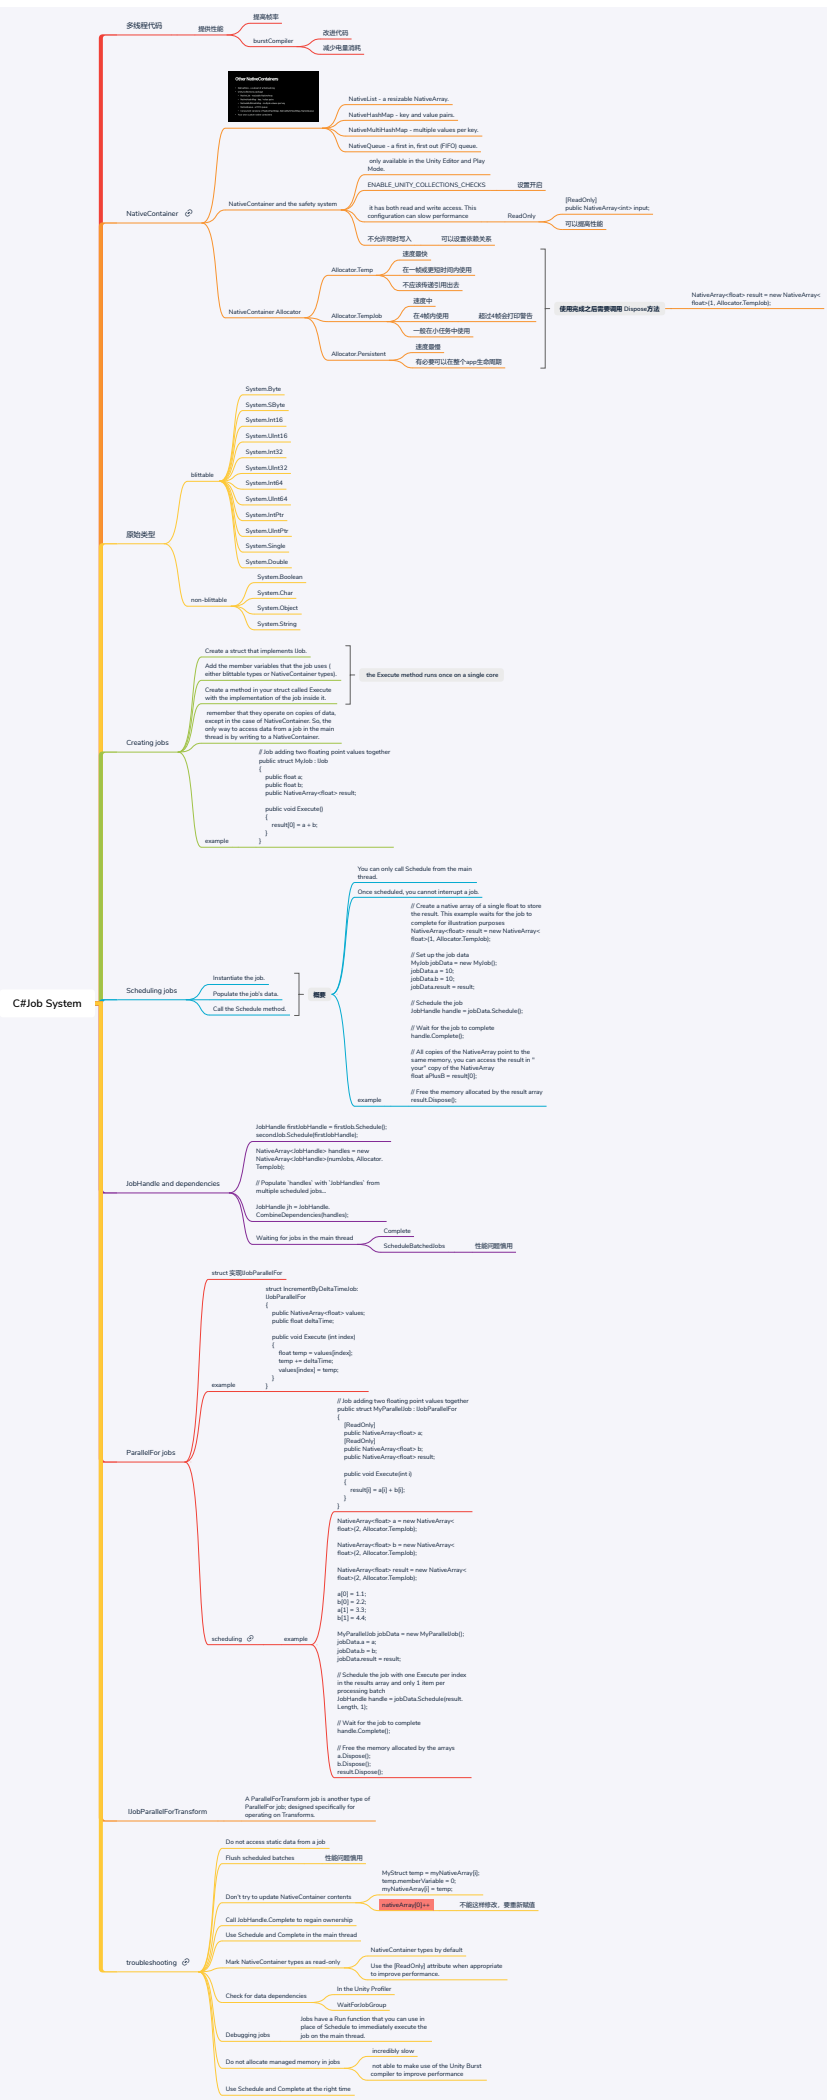 C#Job System
多线程代码
提供性能
提高帧率
burstCompiler
改进代码
减少电量消耗
NativeContainer
Other NativeContainers
NativeList - a resizable NativeArray.
NativeHashMap - key and value pairs.
NativeMultiHashMap - multiple values per key.
NativeQueue - a first in, first out (FIFO) queue.
NativeContainer and the safety system
only available in the Unity Editor and Play
Mode.
ENABLE_UNITY_COLLECTIONS_CHECKS
设置开启
it has both read and write access. This
configuration can slow performance
ReadOnly
[ReadOnly]
public NativeArray<int> input;
可以提高性能
不允许同时写入
可以设置依赖关系
NativeContainer Allocator
Allocator.Temp
速度最快
在一帧或更短时间内使用
不应该传递引用出去
Allocator.TempJob
速度中
在4帧内使用
超过4帧会打印警告
一般在小任务中使用
Allocator.Persistent
速度最慢
有必要可以在整个app生命周期
使用完成之后需要调用 Dispose方法
NativeArray<float> result = new NativeArray<
float>(1, Allocator.TempJob);
原始类型
blittable
System.Byte
System.SByte
System.Int16
System.UInt16
System.Int32
System.UInt32
System.Int64
System.UInt64
System.IntPtr
System.UIntPtr
System.Single
System.Double
non-blittable
System.Boolean
System.Char
System.Object
System.String
Creating jobs
Create a struct that implements IJob.
Add the member variables that the job uses (
either blittable types or NativeContainer types).
Create a method in your struct called Execute
with the implementation of the job inside it.
the Execute method runs once on a single core
remember that they operate on copies of data,
except in the case of NativeContainer. So, the
only way to access data from a job in the main
thread is by writing to a NativeContainer.
example
// Job adding two floating point values together
public struct MyJob : IJob
{
public float a;
public float b;
public NativeArray<float> result;
public void Execute()
{
result[0] = a + b;
}
}
Scheduling jobs
Instantiate the job.
Populate the job's data.
Call the Schedule method.
概要
You can only call Schedule from the main
thread.
Once scheduled, you cannot interrupt a job.
example
// Create a native array of a single float to store
the result. This example waits for the job to
complete for illustration purposes
NativeArray<float> result = new NativeArray<
float>(1, Allocator.TempJob);
// Set up the job data
MyJob jobData = new MyJob();
jobData.a = 10;
jobData.b = 10;
jobData.result = result;
// Schedule the job
JobHandle handle = jobData.Schedule();
// Wait for the job to complete
handle.Complete();
// All copies of the NativeArray point to the
same memory, you can access the result in "
your" copy of the NativeArray
float aPlusB = result[0];
// Free the memory allocated by the result array
result.Dispose();
JobHandle and dependencies
JobHandle firstJobHandle = firstJob.Schedule();
secondJob.Schedule(firstJobHandle);
NativeArray<JobHandle> handles = new
NativeArray<JobHandle>(numJobs, Allocator.
TempJob);
// Populate `handles` with `JobHandles` from
multiple scheduled jobs...
JobHandle jh = JobHandle.
CombineDependencies(handles);
Waiting for jobs in the main thread
Complete
ScheduleBatchedJobs
性能问题慎用
ParallelFor jobs
struct 实现IJobParallelFor
example
struct IncrementByDeltaTimeJob:
IJobParallelFor
{
public NativeArray<float> values;
public float deltaTime;
public void Execute (int index)
{
float temp = values[index];
temp += deltaTime;
values[index] = temp;
}
}
scheduling
example
// Job adding two floating point values together
public struct MyParallelJob : IJobParallelFor
{
[ReadOnly]
public NativeArray<float> a;
[ReadOnly]
public NativeArray<float> b;
public NativeArray<float> result;
public void Execute(int i)
{
result[i] = a[i] + b[i];
}
}
NativeArray<float> a = new NativeArray<
float>(2, Allocator.TempJob);
NativeArray<float> b = new NativeArray<
float>(2, Allocator.TempJob);
NativeArray<float> result = new NativeArray<
float>(2, Allocator.TempJob);
a[0] = 1.1;
b[0] = 2.2;
a[1] = 3.3;
b[1] = 4.4;
MyParallelJob jobData = new MyParallelJob();
jobData.a = a;
jobData.b = b;
jobData.result = result;
// Schedule the job with one Execute per index
in the results array and only 1 item per
processing batch
JobHandle handle = jobData.Schedule(result.
Length, 1);
// Wait for the job to complete
handle.Complete();
// Free the memory allocated by the arrays
a.Dispose();
b.Dispose();
result.Dispose();
IJobParallelForTransform
A ParallelForTransform job is another type of
ParallelFor job; designed specifically for
operating on Transforms.
troubleshooting
Do not access static data from a job
Flush scheduled batches
性能问题慎用
Don't try to update NativeContainer contents
MyStruct temp = myNativeArray[i];
temp.memberVariable = 0;
myNativeArray[i] = temp;
nativeArray[0]++
不能这样修改，要重新赋值
Call JobHandle.Complete to regain ownership
Use Schedule and Complete in the main thread
Mark NativeContainer types as read-only
NativeContainer types by default
Use the [ReadOnly] attribute when appropriate
to improve performance.
Check for data dependencies
In the Unity Profiler
WaitForJobGroup
Debugging jobs
Jobs have a Run function that you can use in
place of Schedule to immediately execute the
job on the main thread.
Do not allocate managed memory in jobs
incredibly slow
not able to make use of the Unity Burst
compiler to improve performance
Use Schedule and Complete at the right time